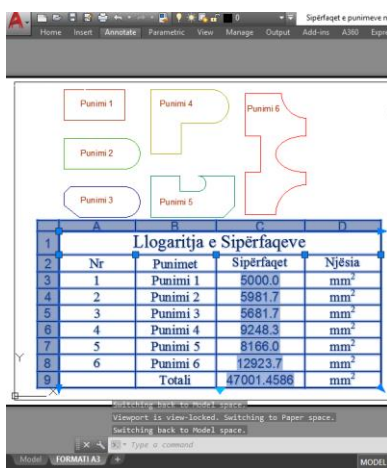 0 Sipërfaqet e punimeve n
Home Insert Annotate Parametric View Manage Output Add-ins A360 Expre
Punimi 1
Punimi 4
Punimi 6
Punimi 2
Punimi 3
Punimi 5
A B C D
1 Llogaritja e Sipërfaqeve
2 Nr Punimet Sipërfaqet Njësia
3 1 Punimi 1 5000.0 mm²
4 2 Punimi 2 5981.7 mm²
5 3 Punimi 3 5681.7 mm²
6 4 Punimi 4 9248.3 mm²
7 5 Punimi 5 8166.0 mm²
8 6 Punimi 6 12923.7 mm²
9 Totali 47001.4586 mm²
Y
X
Switching back to Model space.
Viewport is view-locked. Switching to Paper space.
Switching back to Model space.
Type a command
Model FORMATI A3 + MODEL